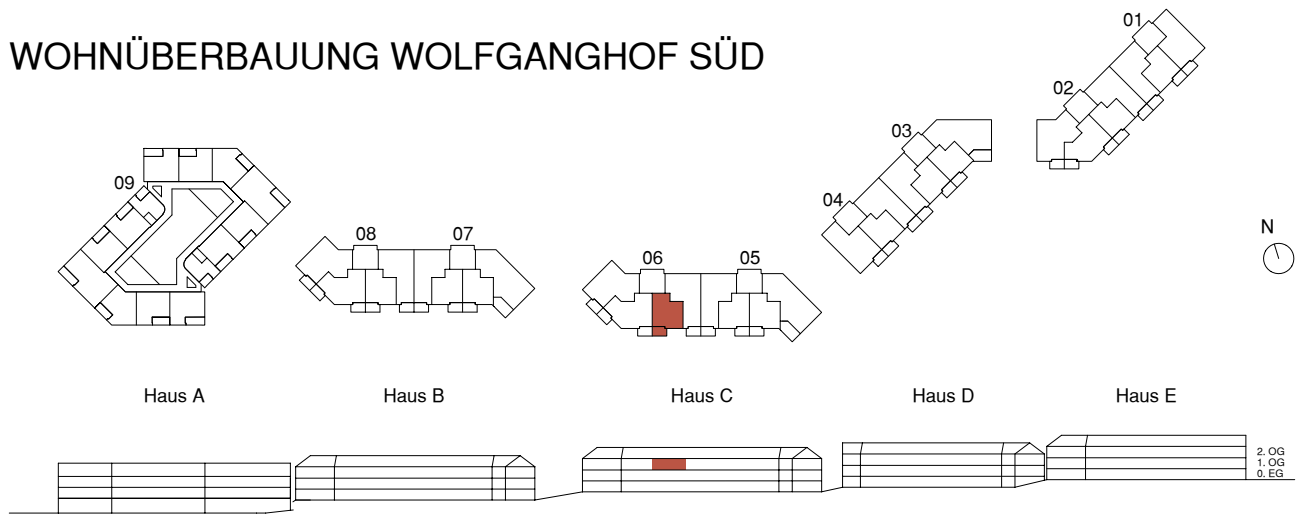 WOHNÜBERBAUUNG WOLFGANGHOF SÜD
01
02
03
04
09
08
07
06
05
N
Haus A
Haus B
Haus C
Haus D
Haus E
2. OG
1. OG
0. EG